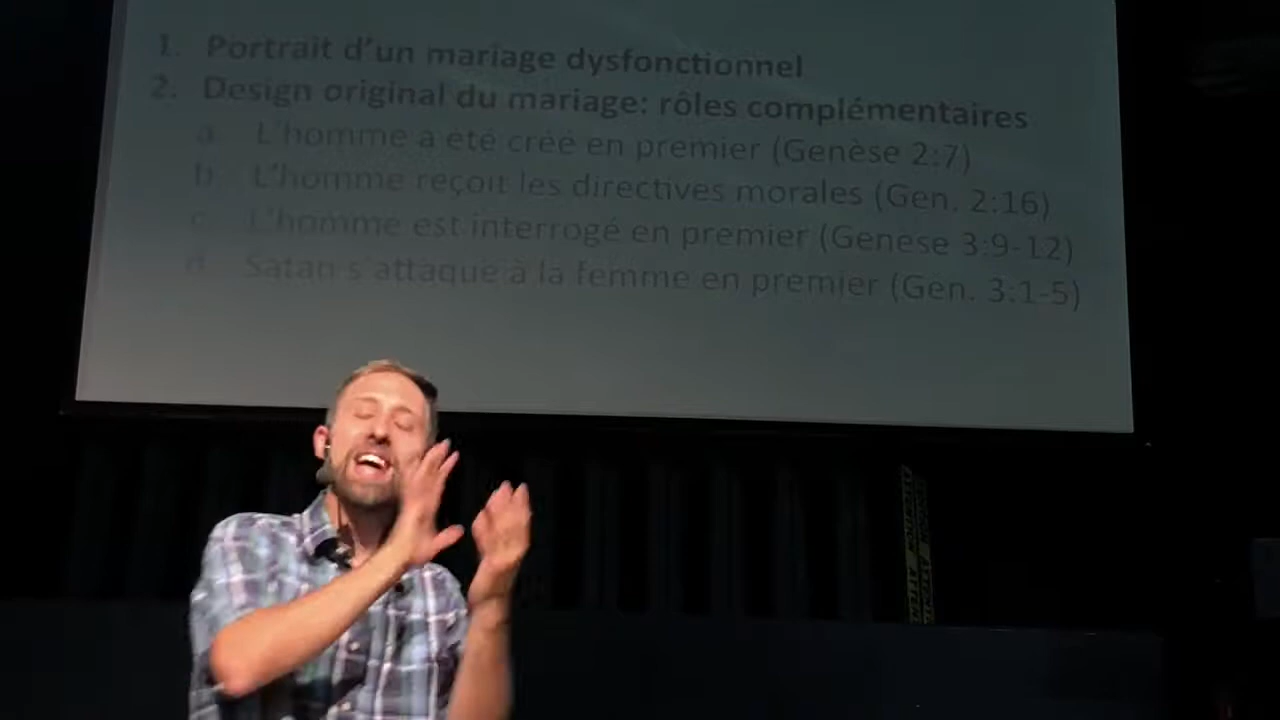 1. Portrait d'un mariage dysfonctionnel
2. Design original du mariage: rôles complémentaires
a. L'homme a été créé en premier (Genèse 2:7)
b. L'homme reçoit les directives morales (Gen. 2:16)
c. L'homme est interrogé en premier (Genese 3:9-12)
d. Satan s'attaque à la femme en premier (Gen. 3:1-5)